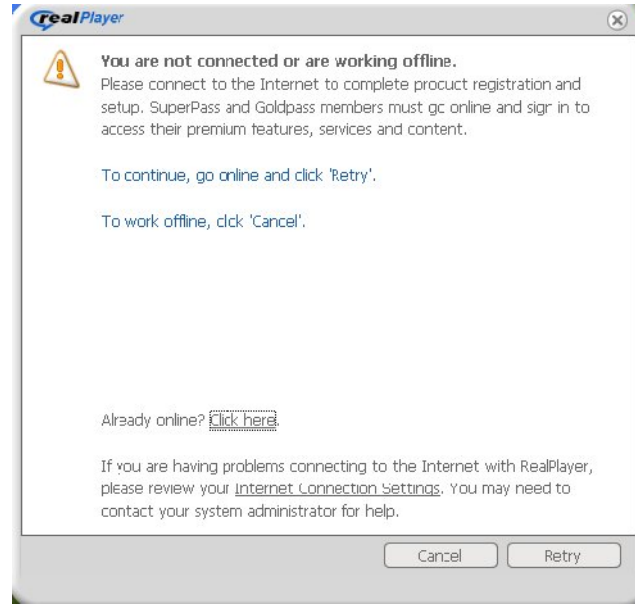 realPlayer
You are not connected or are working offline.
Please connect to the Internet to complete product registration and
setup. SuperPass and Goldpass members must go online and sign in to
access their premium features, services and content.
To continue, go online and click 'Retry'.
To work offline, click 'Cancel'.
Already online? Click here.
If you are having problems connecting to the Internet with RealPlayer,
please review your Internet Connection Settings. You may need to
contact your system administrator for help.
Cancel
Retry